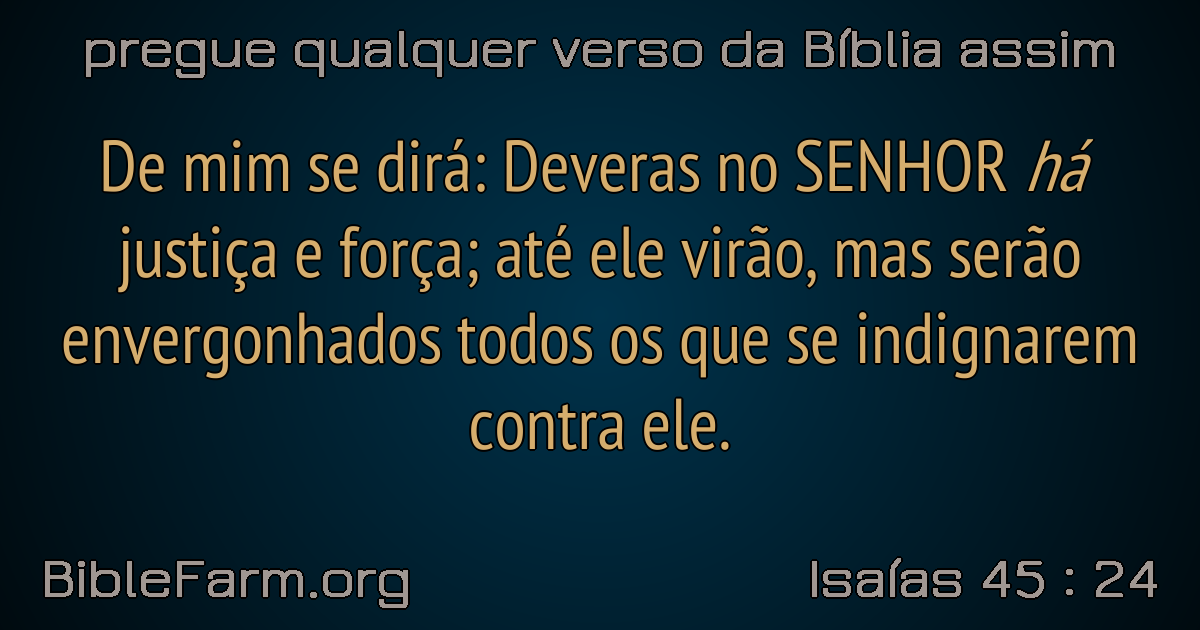 pregue qualquer verso da Bíblia assim
De mim se dirá: Deveras no SENHOR há
justiça e força; até ele virão, mas serão
envergonhados todos os que se indignarem
contra ele.
BibleFarm.org
Isaías 45 : 24